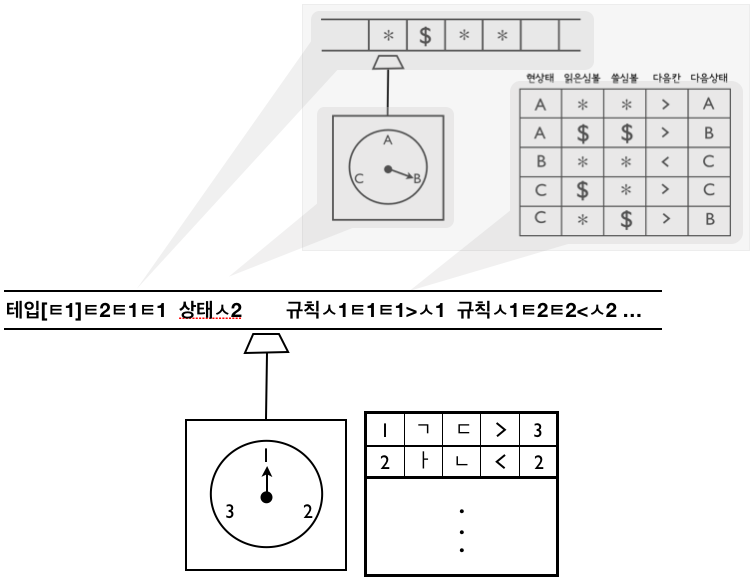 * $ * *
A
C B
현상태 읽은심볼 쓸심볼 다음칸 다음상태
A * * > A
A $ $ > B
B * * < C
C $ * > C
C * $ > B
테입[ㅌ1]ㅌ2ㅌ1ㅌ1 상태ㅅ2 규칙ㅅ1ㅌ1ㅌ1>ㅅ1 규칙ㅅ1ㅌ2ㅌ2<ㅅ2 ...
1
3 2
1 ㄱ ㄷ > 3
2 ㅏ ㄴ < 2